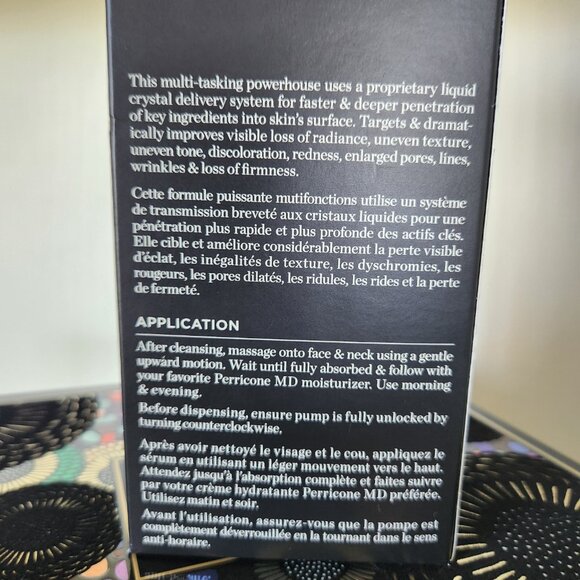 This multi-tasking powerhouse uses a proprietary liquid
crystal delivery system for faster & deeper penetration
of key ingredients into skin's surface. Targets & dramat-
ically improves visible loss of radiance, uneven texture,
uneven tone, discoloration, redness, enlarged pores, lines,
wrinkles & loss of firmness.
Cette formule puissante mutifonctions utilise un système
de transmission breveté aux cristaux liquides pour une
pénétration plus rapide et plus profonde des actifs clés.
Elle cible et améliore considérablement la perte visible
d'éclat, les inégalités de texture, les dyschromies, les
rougeurs, les pores dilatés, les ridules, les rides et la perte
de fermeté.
APPLICATION
After cleansing, massage onto face & neck using a gentle
upward motion. Wait until fully absorbed & follow with
your favorite Perricone MD moisturizer. Use morning
& evening.
Before dispensing, ensure pump is fully unlocked by
turning counterclockwise.
Après avoir nettoyé le visage et le cou, appliquez le
sérum en utilisant un léger mouvement vers le haut.
Attendez jusqu'à l'absorption complète et faites suivre
par votre crème hydratante Perricone MD préférée.
Utilisez matin et soir.
Avant l'utilisation, assurez-vous que la pompe est
complètement déverrouillée en la tournant dans le sens
anti-horaire.